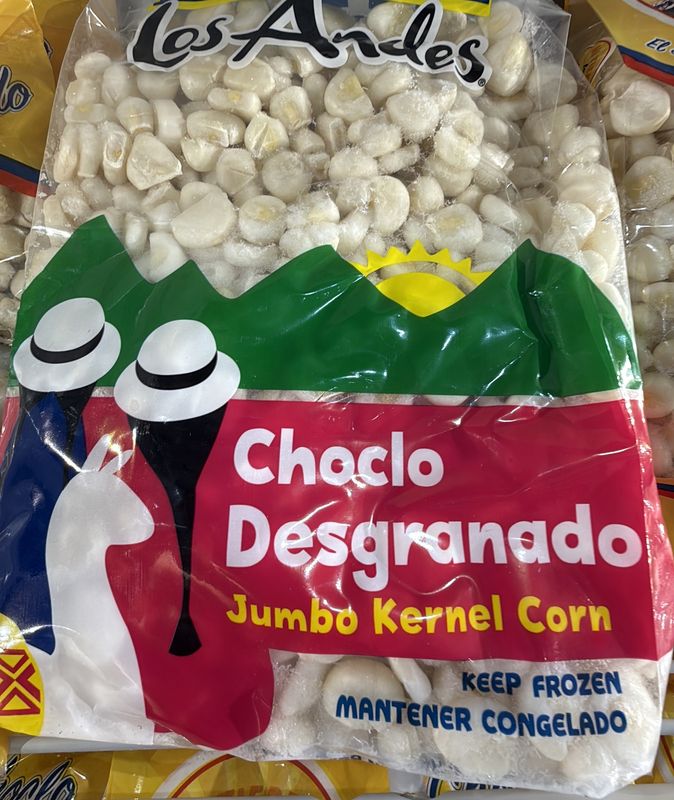 Los Andes®
Choclo
Desgranado
Jumbo Kernel Corn
KEEP FROZEN
MANTENER CONGELADO